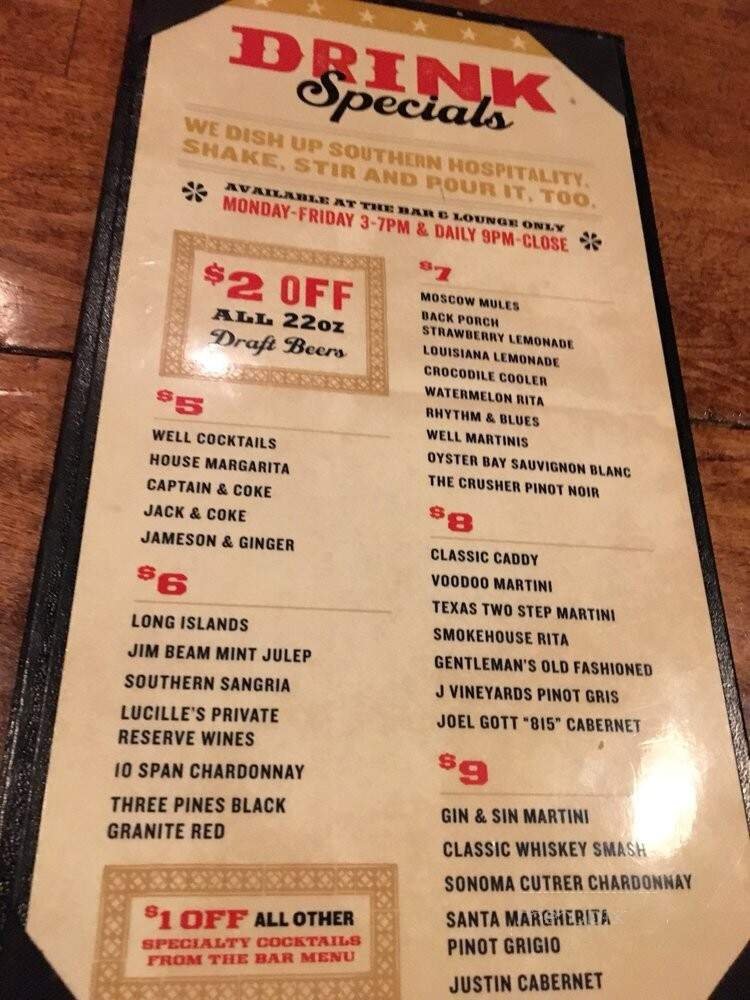 DRINK
Specials
WE DISH UP SOUTHERN HOSPITALITY.
SHAKE, STIR AND POUR IT, TOO.
AVAILABLE AT THE BAR & LOUNGE ONLY
MONDAY-FRIDAY 3-7PM & DAILY 9PM-CLOSE
$2 OFF
ALL 22OZ
Draft Beers
$5
WELL COCKTAILS
HOUSE MARGARITA
CAPTAIN & COKE
JACK & COKE
JAMESON & GINGER
$6
LONG ISLANDS
JIM BEAM MINT JULEP
SOUTHERN SANGRIA
LUCILLE'S PRIVATE
RESERVE WINES
10 SPAN CHARDONNAY
THREE PINES BLACK
GRANITE RED
$1 OFF ALL OTHER
SPECIALTY COCKTAILS
FROM THE BAR MENU
$7
MOSCOW MULES
BACK PORCH
STRAWBERRY LEMONADE
LOUISIANA LEMONADE
CROCODILE COOLER
WATERMELON RITA
RHYTHM & BLUES
WELL MARTINIS
OYSTER BAY SAUVIGNON BLANC
THE CRUSHER PINOT NOIR
$8
CLASSIC CADDY
VOODOO MARTINI
TEXAS TWO STEP MARTINI
SMOKEHOUSE RITA
GENTLEMAN'S OLD FASHIONED
J VINEYARDS PINOT GRIS
JOEL GOTT "815" CABERNET
$9
GIN & SIN MARTINI
CLASSIC WHISKEY SMASH
SONOMA CUTRER CHARDONNAY
SANTA MARGHERITA
PINOT GRIGIO
JUSTIN CABERNET